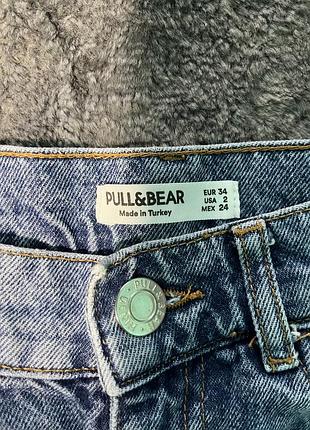 PULL&BEAR
Made in Turkey
EUR 34
USA 2
MEX 24